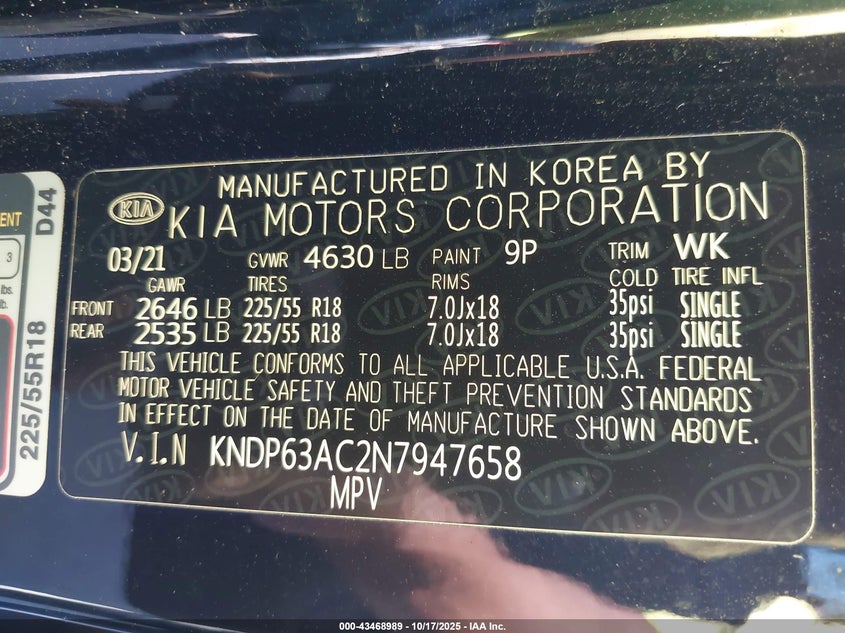 MANUFACTURED IN KOREA BY
KIA KIA MOTORS CORPORATION
03/21 GVWR 4630 LB PAINT 9P TRIM WK
GAWR TIRES RIMS COLD TIRE INFL
FRONT 2646 LB 225/55 R18 7.0Jx18 35psi SINGLE
REAR 2535 LB 225/55 R18 7.0Jx18 35psi SINGLE
THIS VEHICLE CONFORMS TO ALL APPLICABLE U.S.A. FEDERAL
MOTOR VEHICLE SAFETY AND THEFT PREVENTION STANDARDS
IN EFFECT ON THE DATE OF MANUFACTURE SHOWN ABOVE.
V.I.N KNDP63AC2N7947658
MPV
225/55R18 D44
3
lbs.
lb.
000-43468989 - 10/17/2025 - IAA Inc.